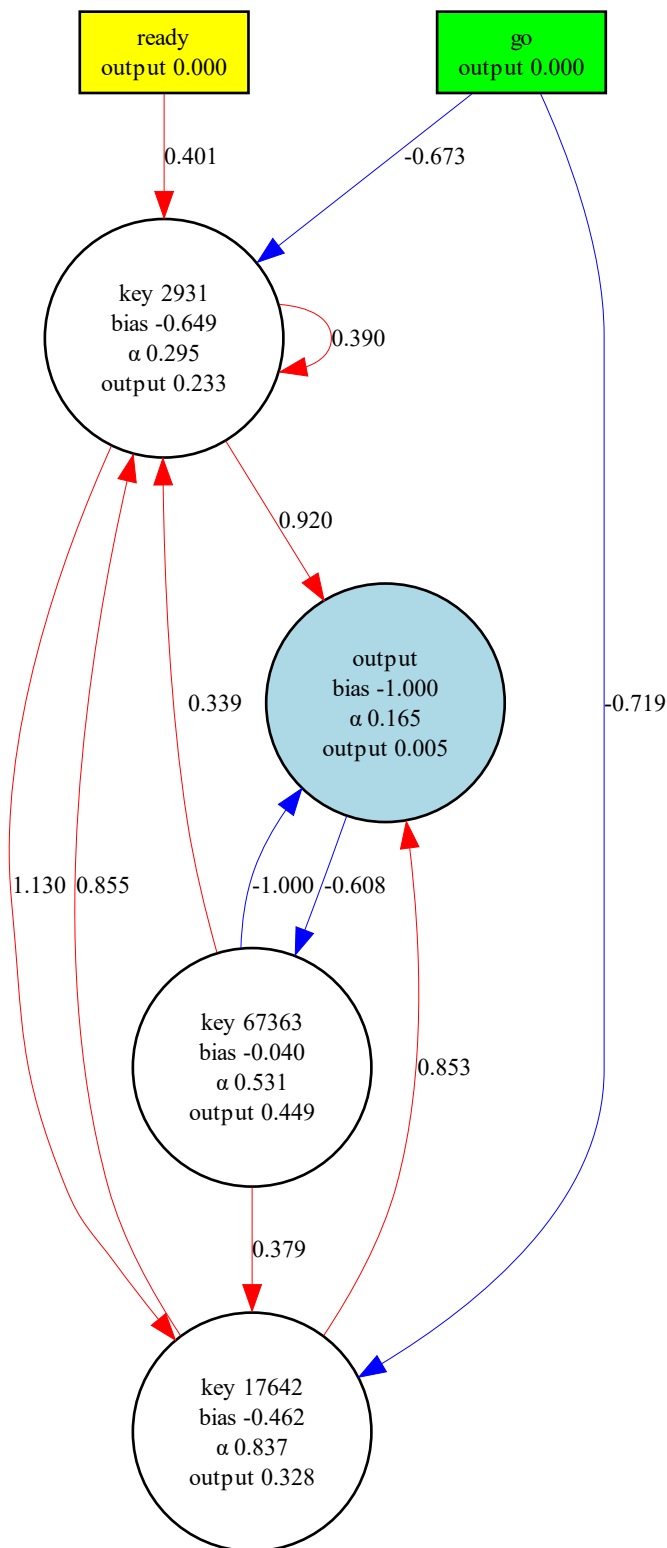 ready
output 0.000
go
output 0.000
0.401
-0.673
key 2931
bias -0.649
α 0.295
output 0.233
0.390
0.920
output
bias -1.000
α 0.165
output 0.005
0.339
-0.719
1.130
0.855
-1.000
-0.608
key 67363
bias -0.040
α 0.531
output 0.449
0.853
0.379
key 17642
bias -0.462
α 0.837
output 0.328